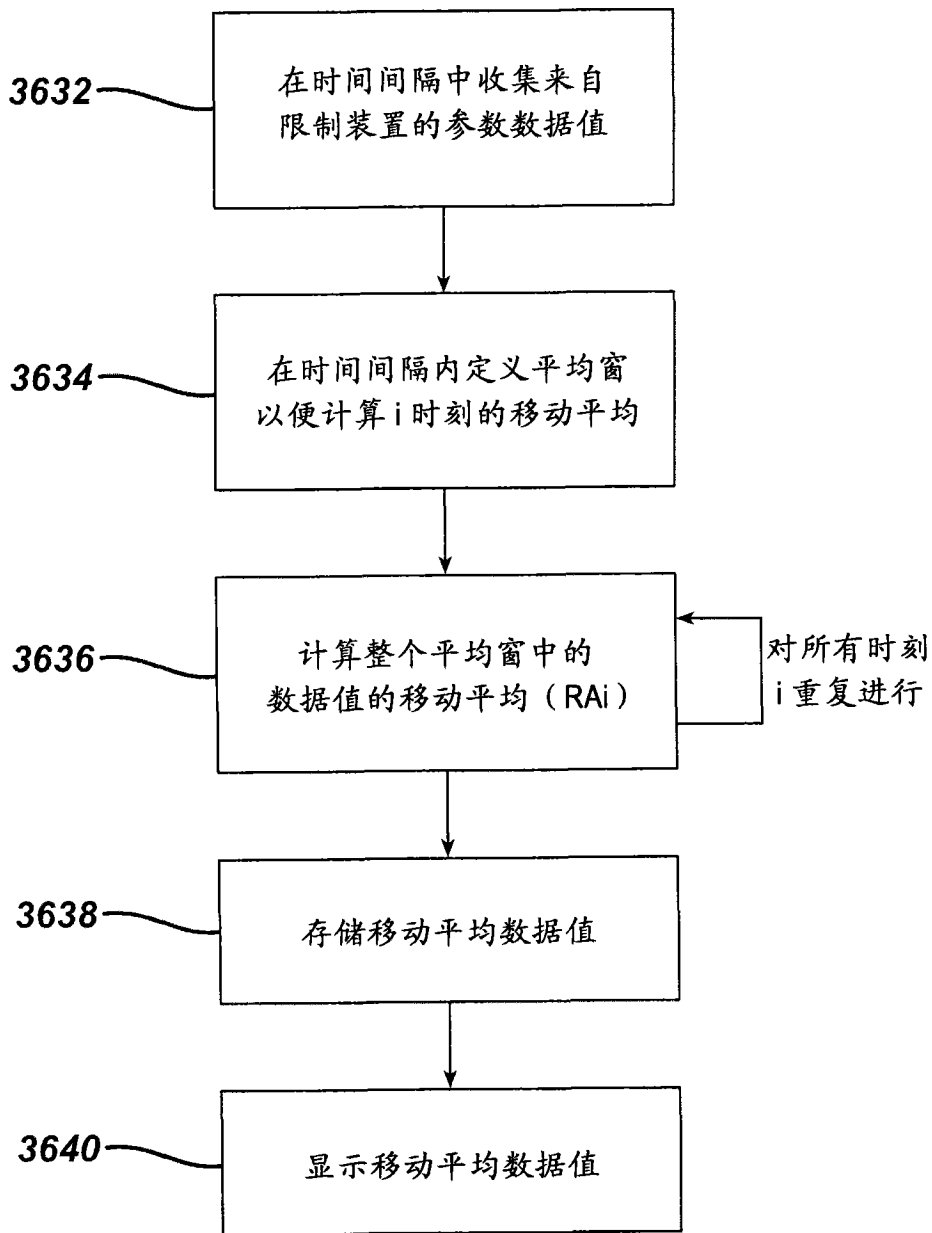 3632
在时间间隔中收集来自
限制装置的参数数据值
3634
在时间间隔内定义平均窗
以便计算i时刻的移动平均
3636
计算整个平均窗中的
数据值的移动平均（RAi）
对所有时刻
i重复进行
3638
存储移动平均数据值
3640
显示移动平均数据值